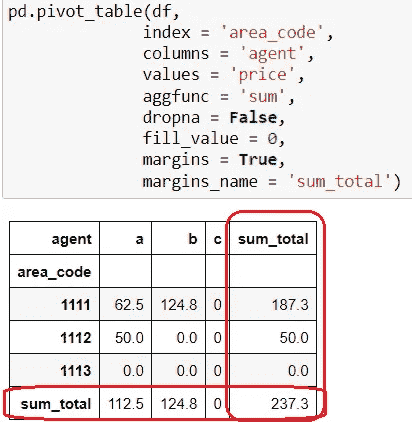 pd.pivot_table(df,
index = 'area_code',
columns = 'agent',
values = 'price',
aggfunc = 'sum',
dropna = False,
fill_value = 0,
margins = True,
margins_name = 'sum_total')
agent a b c sum_total
area_code
1111 62.5 124.8 0 187.3
1112 50.0 0.0 0 50.0
1113 0.0 0.0 0 0.0
sum_total 112.5 124.8 0 237.3